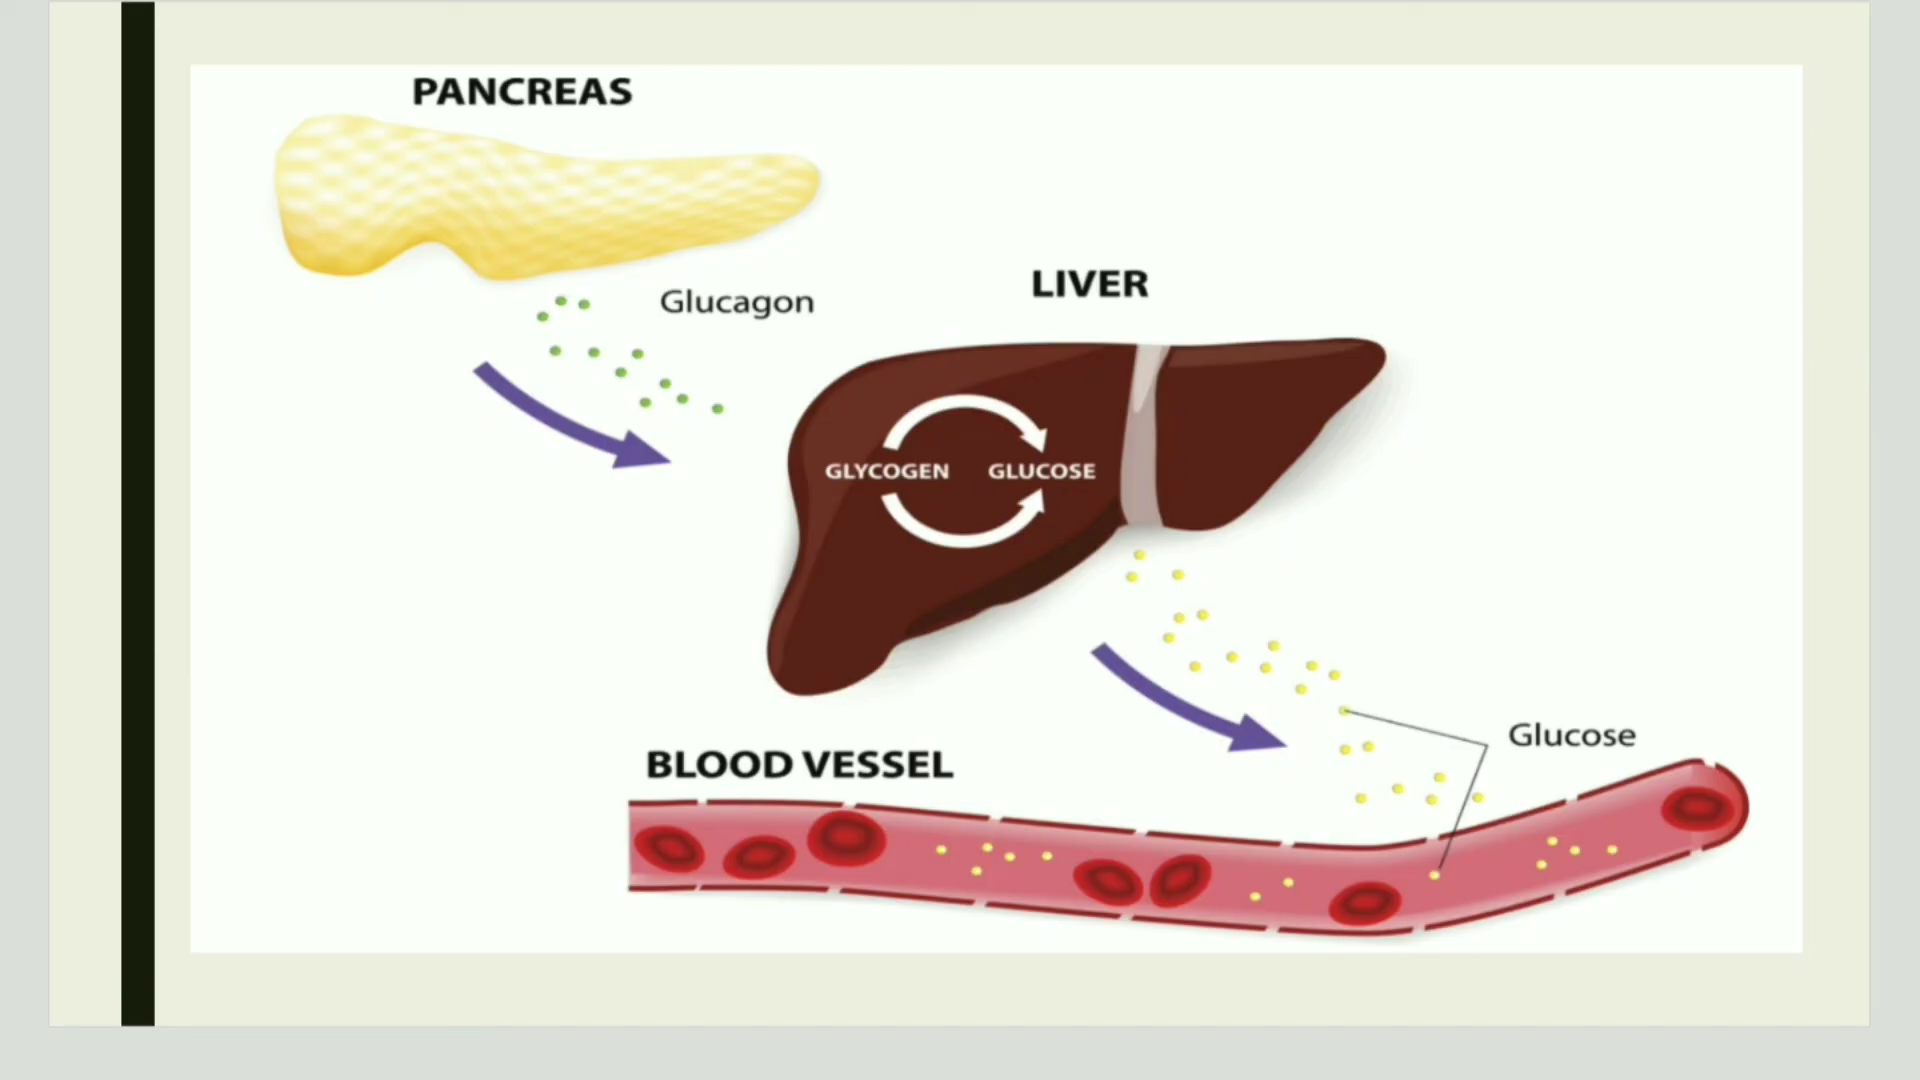 PANCREAS
Glucagon
LIVER
GLYCOGEN GLUCOSE
Glucose
BLOOD VESSEL